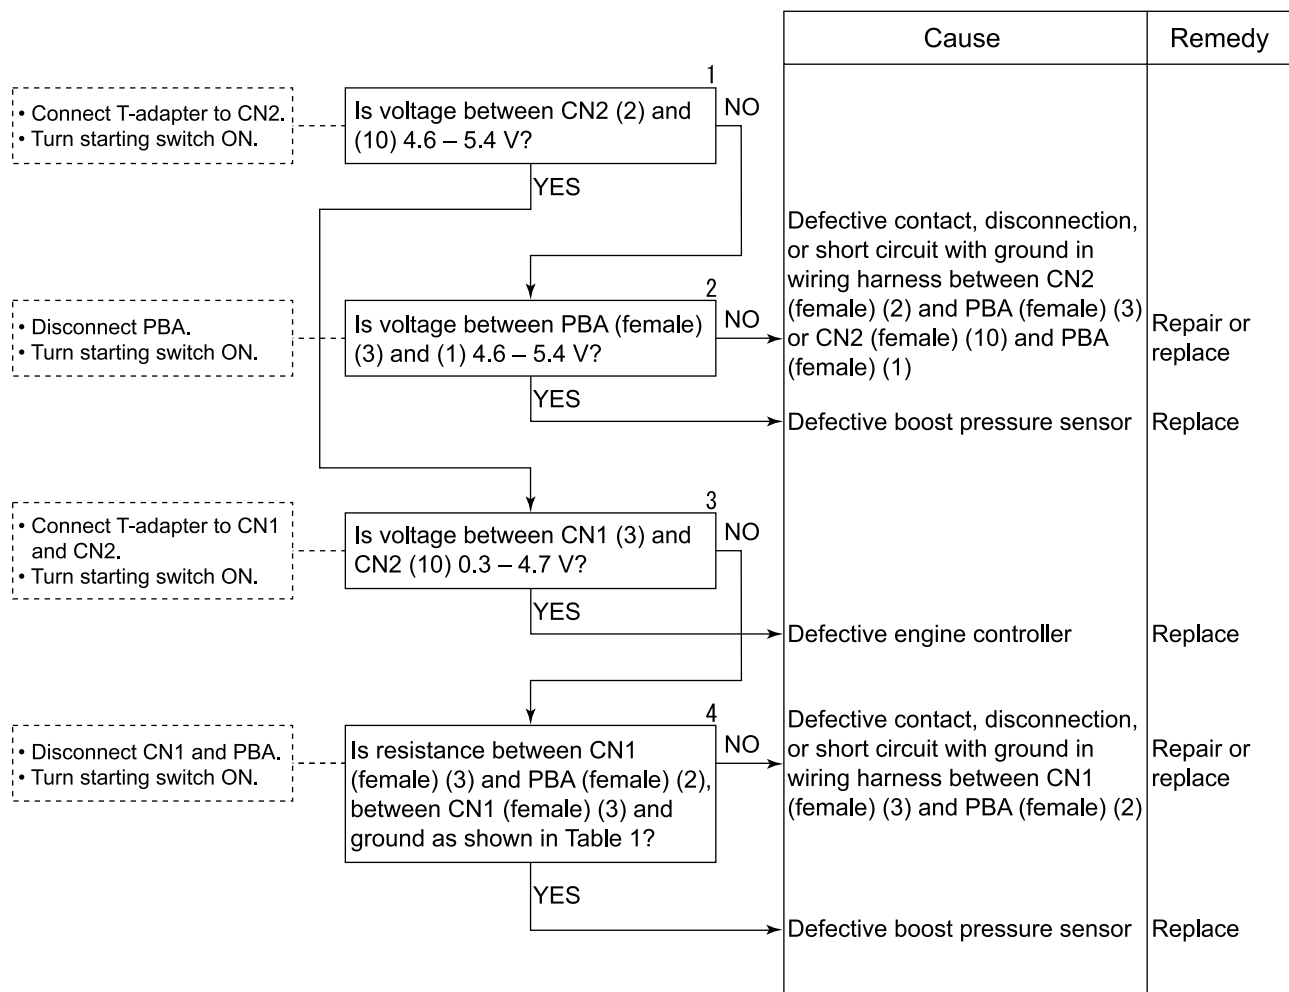 Cause
Remedy
1
• Connect T-adapter to CN2.
• Turn starting switch ON.
Is voltage between CN2 (2) and
(10) 4.6 – 5.4 V?
NO
YES
2
• Disconnect PBA.
• Turn starting switch ON.
Is voltage between PBA (female)
(3) and (1) 4.6 – 5.4 V?
NO
Defective contact, disconnection,
or short circuit with ground in
wiring harness between CN2
(female) (2) and PBA (female) (3)
or CN2 (female) (10) and PBA
(female) (1)
Repair or
replace
YES
Defective boost pressure sensor
Replace
3
• Connect T-adapter to CN1
and CN2.
• Turn starting switch ON.
Is voltage between CN1 (3) and
CN2 (10) 0.3 – 4.7 V?
NO
YES
Defective engine controller
Replace
4
• Disconnect CN1 and PBA.
• Turn starting switch ON.
Is resistance between CN1
(female) (3) and PBA (female) (2),
between CN1 (female) (3) and
ground as shown in Table 1?
NO
Defective contact, disconnection,
or short circuit with ground in
wiring harness between CN1
(female) (3) and PBA (female) (2)
Repair or
replace
YES
Defective boost pressure sensor
Replace